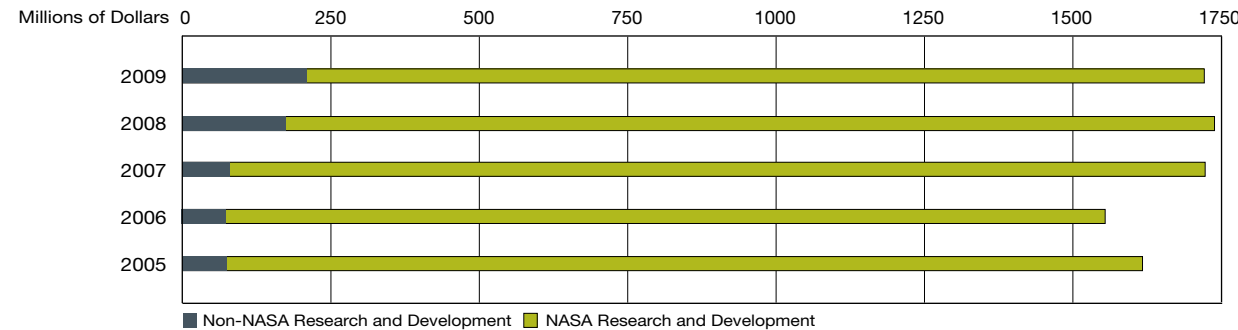 Millions of Dollars 0 250 500 750 1000 1250 1500 1750
2009
2008
2007
2006
2005
Non-NASA Research and Development NASA Research and Development